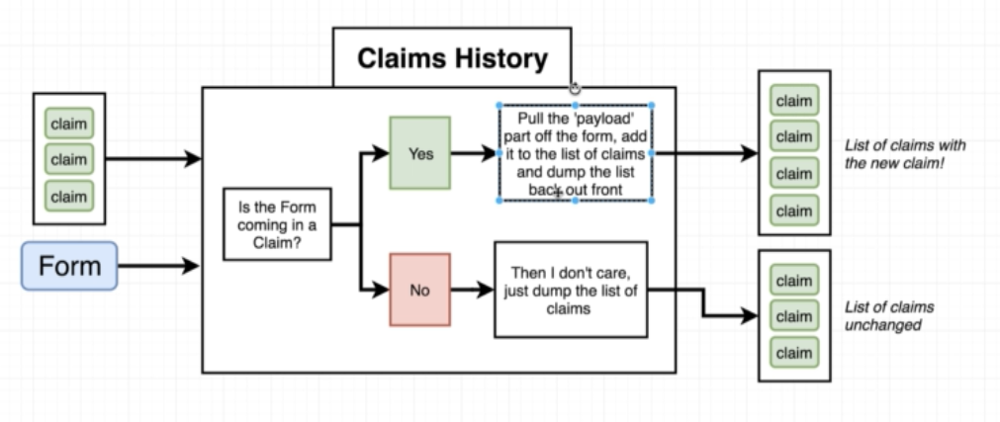 Claims History
claim
claim
claim
Form
Is the Form
coming in a
Claim?
Yes
Pull the 'payload'
part off the form, add
it to the list of claims
and dump the list
back out front
No
Then I don't care,
just dump the list of
claims
claim
claim
claim
claim
List of claims with
the new claim!
claim
claim
claim
List of claims
unchanged